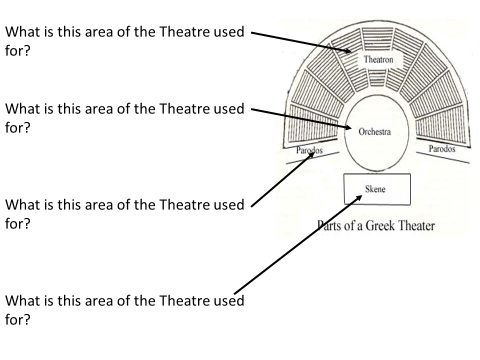 What is this area of the Theatre used
for?
Theatron
What is this area of the Theatre used
for?
Orchestra
Parodos
Parodos
What is this area of the Theatre used
for?
Skene
Parts of a Greek Theater
What is this area of the Theatre used
for?